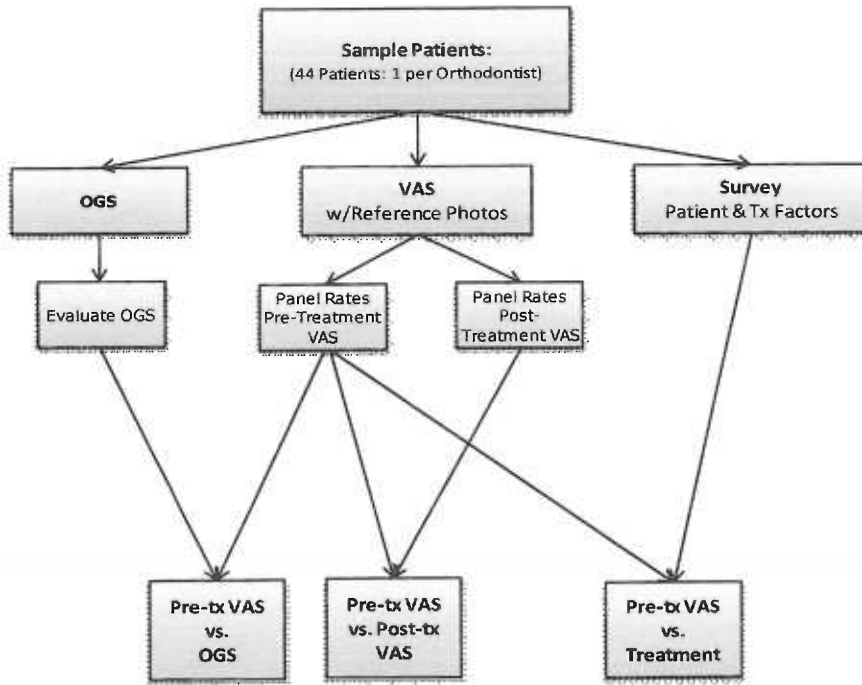 Sample Patients:
(44 Patients: 1 per Orthodontist)
OGS
VAS
w/Reference Photos
Survey
Patient & Tx Factors
Evaluate OGS
Panel Rates
Pre-Treatment
VAS
Panel Rates
Post-
Treatment VAS
Pre-tx VAS
vs.
OGS
Pre-tx VAS
vs. Post-tx
VAS
Pre-tx VAS
vs.
Treatment